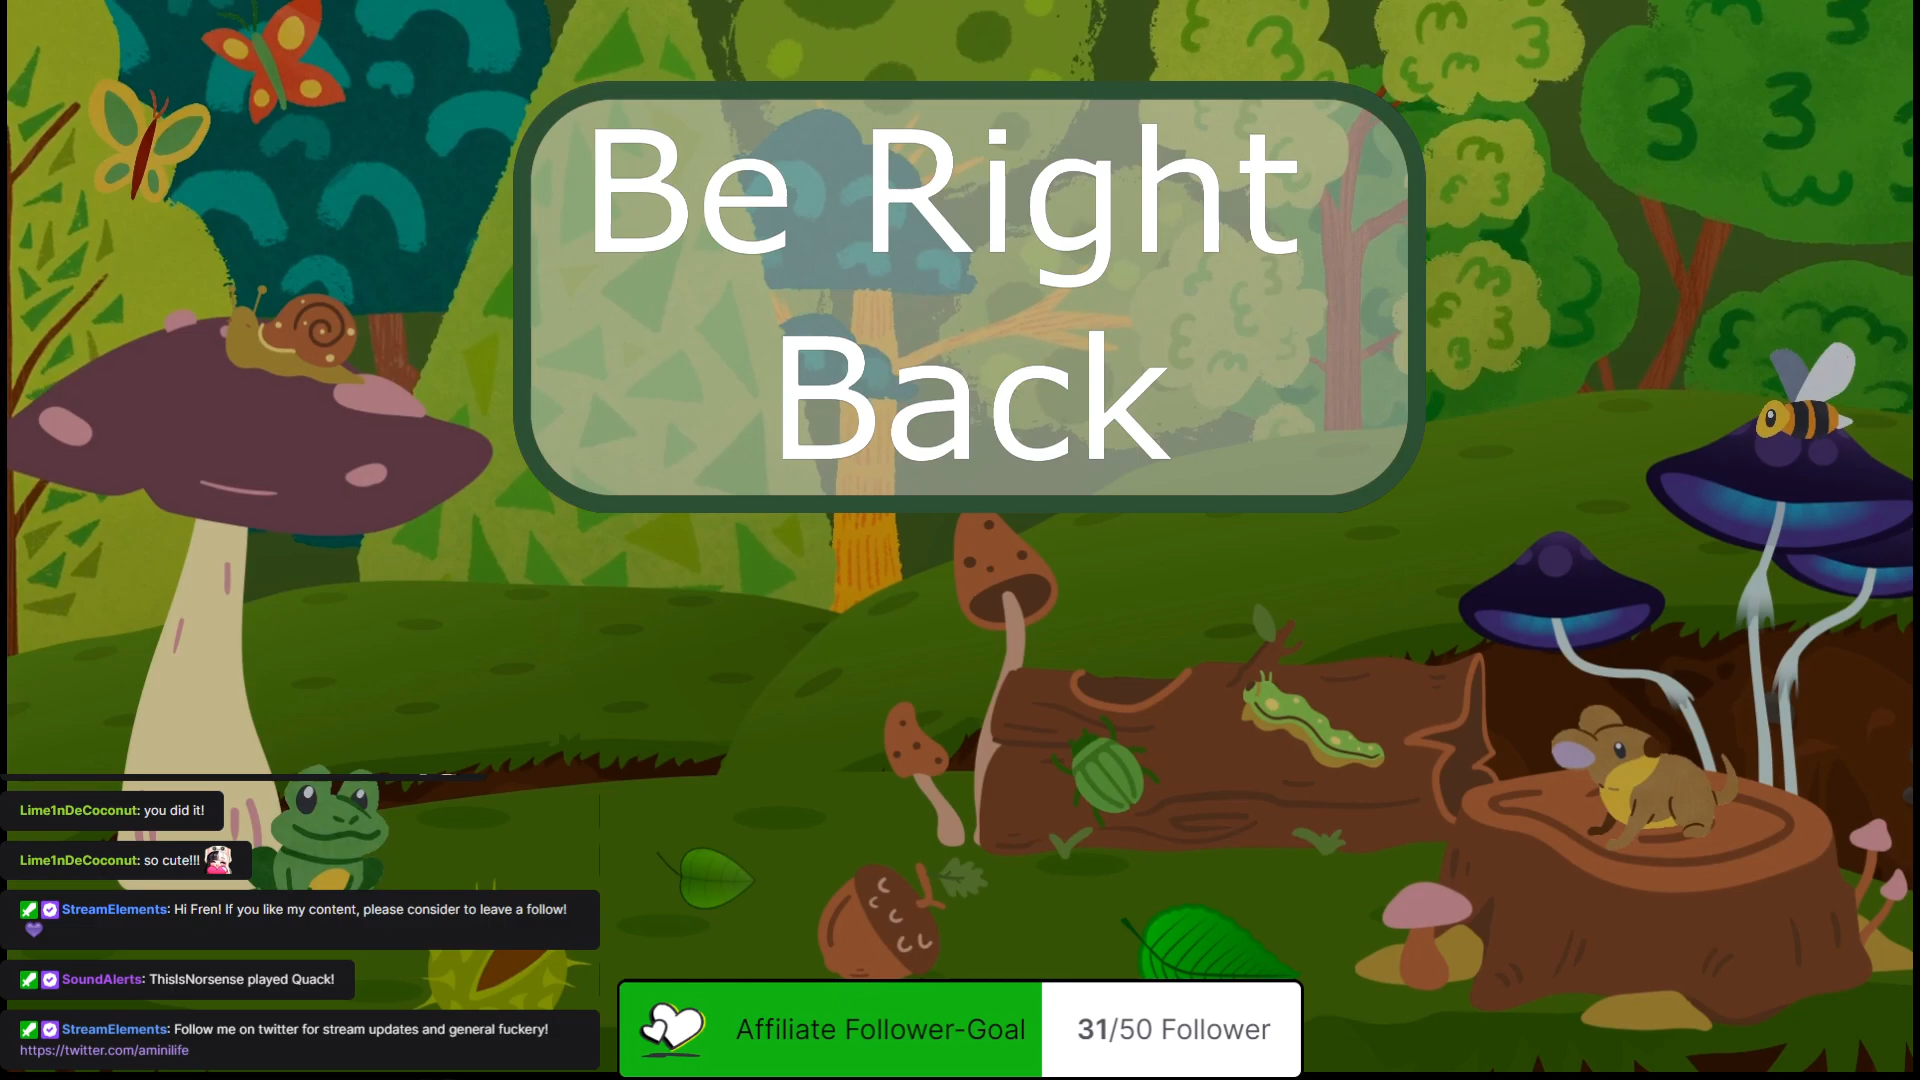 Be Right
Back
Lime1nDeCoconut: you did it!
Lime1nDeCoconut: so cute!!!
StreamElements: Hi Fren! If you like my content, please consider to leave a follow!
SoundAlerts: ThisIsNorsense played Quack!
StreamElements: Follow me on twitter for stream updates and general fuckery!
https://twitter.com/aminilife
Affiliate Follower-Goal 31/50 Follower